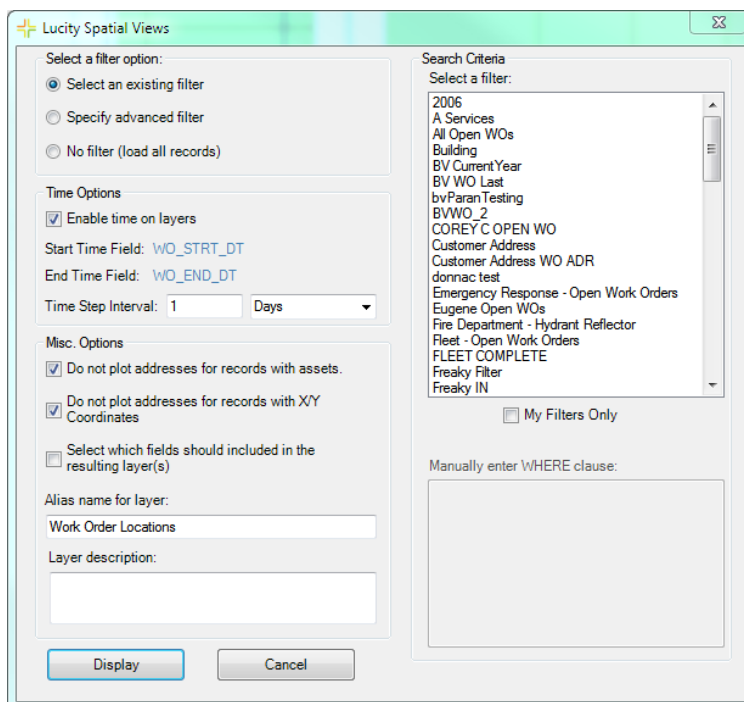 Lucity Spatial Views
Select a filter option:
Select an existing filter
Specify advanced filter
No filter (load all records)
Time Options
Enable time on layers
Start Time Field: WO_STRT_DT
End Time Field: WO_END_DT
Time Step Interval: 1 Days
Misc. Options
Do not plot addresses for records with assets.
Do not plot addresses for records with X/Y
Coordinates
Select which fields should included in the
resulting layer(s)
Alias name for layer:
Work Order Locations
Layer description:
Display
Cancel
Search Criteria
Select a filter:
2006
A Services
All Open WOs
Building
BV CurrentYear
BV WO Last
bvParanTesting
BVWO_2
COREY C OPEN WO
Customer Address
Customer Address WO ADR
donnac test
Emergency Response - Open Work Orders
Eugene Open WOs
Fire Department - Hydrant Reflector
Fleet - Open Work Orders
FLEET COMPLETE
Freaky Filter
Freaky IN
My Filters Only
Manually enter WHERE clause: